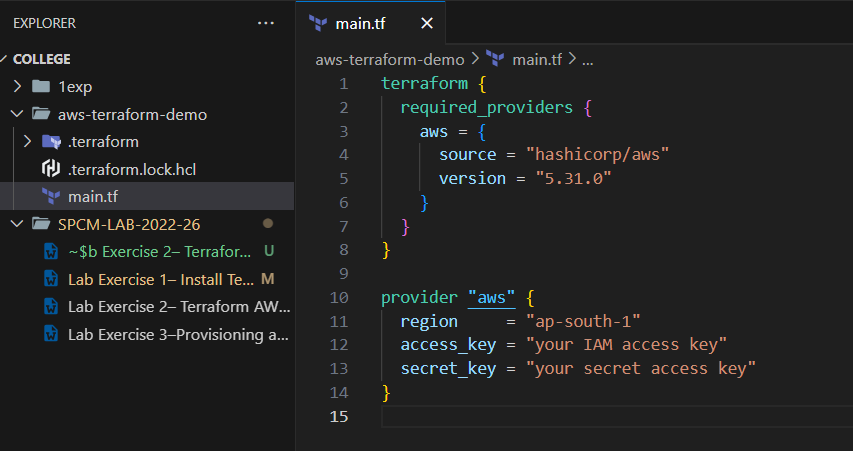 EXPLORER
...
COLLEGE
1exp
aws-terraform-demo
.terraform
.terraform.lock.hcl
main.tf
SPCM-LAB-2022-26
~$b Exercise 2– Terrafor... U
Lab Exercise 1– Install Te... M
Lab Exercise 2– Terraform AW...
Lab Exercise 3–Provisioning a...
main.tf
aws-terraform-demo > main.tf > ...
1 terraform {
2   required_providers {
3     aws = {
4       source = "hashicorp/aws"
5       version = "5.31.0"
6     }
7   }
8 }
9
10 provider "aws" {
11   region     = "ap-south-1"
12   access_key = "your IAM access key"
13   secret_key = "your secret access key"
14 }
15